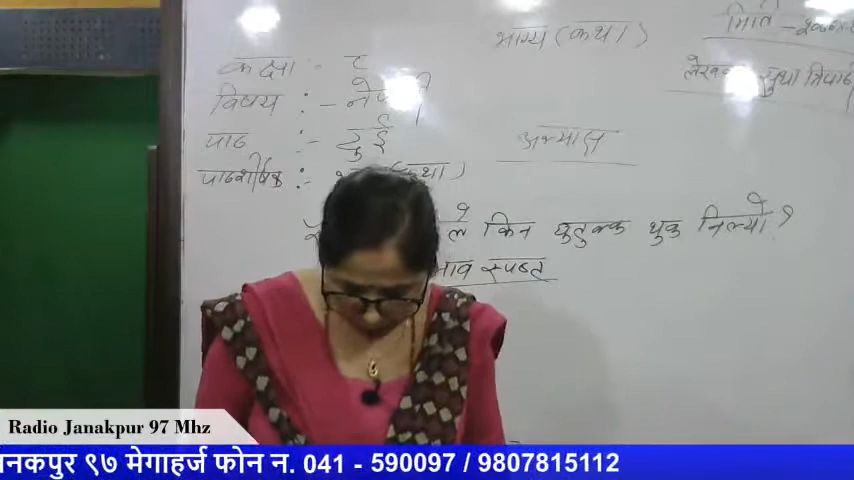 भाग्य (कथा)
मिति -
कक्षा :- ८
लेखक सुधा त्रिपाठी
विषय :- नेपाली
पाठ :- दुई
अभ्यास
पाठशीर्षक :- (कथा)
ले किन घुटुक्क थुक निल्यो?
भाव स्पष्ट
Radio Janakpur 97 Mhz
नकपुर ९७ मेगाहर्ज फोन न. 041 - 590097 / 9807815112